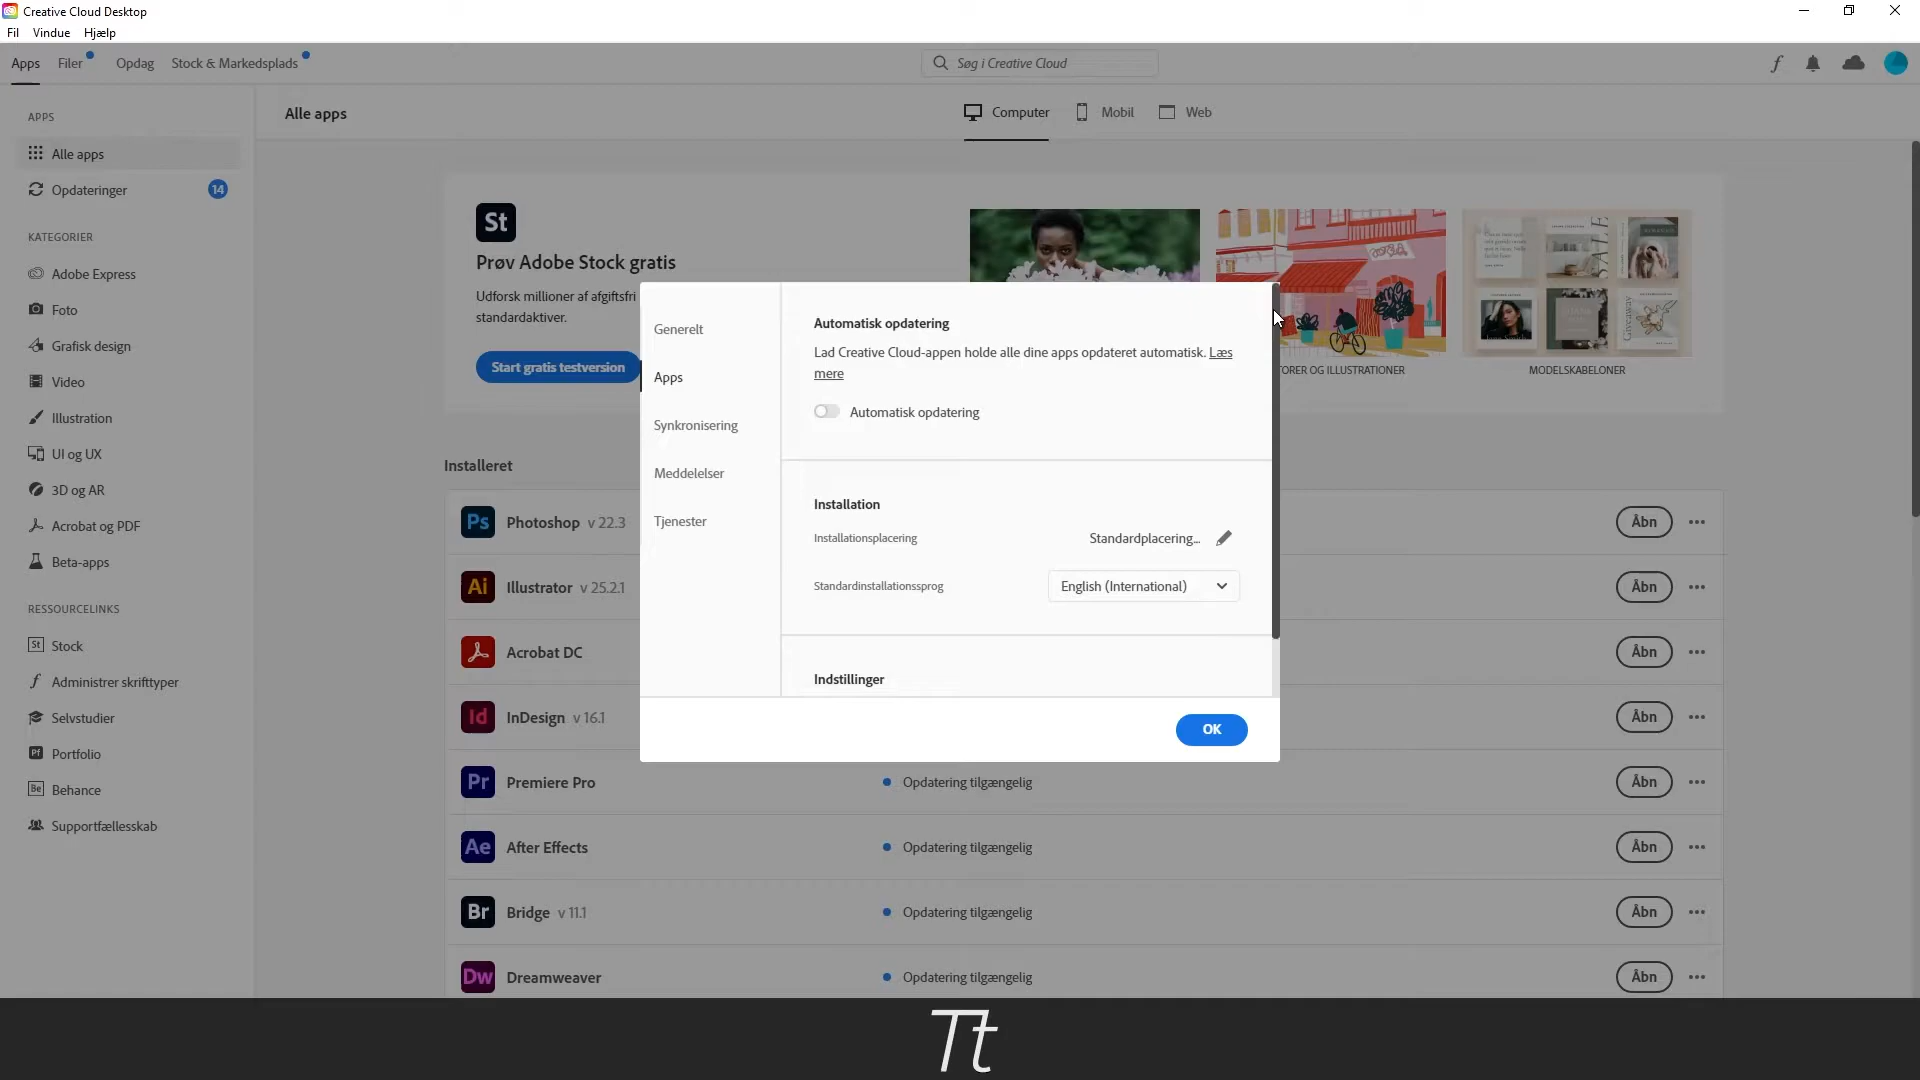 Creative Cloud Desktop
Fil Vindue Hjælp
Apps Filer Opdag Stock & Markedsplads
Søg i Creative Cloud
APPS
Alle apps
Opdateringer 14
KATEGORIER
Adobe Express
Foto
Grafisk design
Video
Illustration
UI og UX
3D og AR
Acrobat og PDF
Beta-apps
RESSOURCELINKS
St Stock
Administrer skrifttyper
Selvstudier
Pf Portfolio
Be Behance
Supportfællesskab
Alle apps
Computer Mobil Web
St
Prøv Adobe Stock gratis
Udforsk millioner af afgiftsfri
standardaktiver.
Start gratis testversion
SALE
Giveaway
TORER OG ILLUSTRATIONER
MODELSKABELONER
Generelt
Apps
Synkronisering
Meddelelser
Tjenester
Automatisk opdatering
Lad Creative Cloud-appen holde alle dine apps opdateret automatisk. Læs
mere
Automatisk opdatering
Installation
Installationsplacering Standardplacering...
Standardinstallationssprog English (International)
Indstillinger
OK
Installeret
Ps Photoshop v 22.3 Åbn
Ai Illustrator v 25.2.1 Åbn
Acrobat DC Åbn
Id InDesign v 16.1 Åbn
Pr Premiere Pro Opdatering tilgængelig Åbn
Ae After Effects Opdatering tilgængelig Åbn
Br Bridge v 11.1 Opdatering tilgængelig Åbn
Dw Dreamweaver Opdatering tilgængelig Åbn
Tt